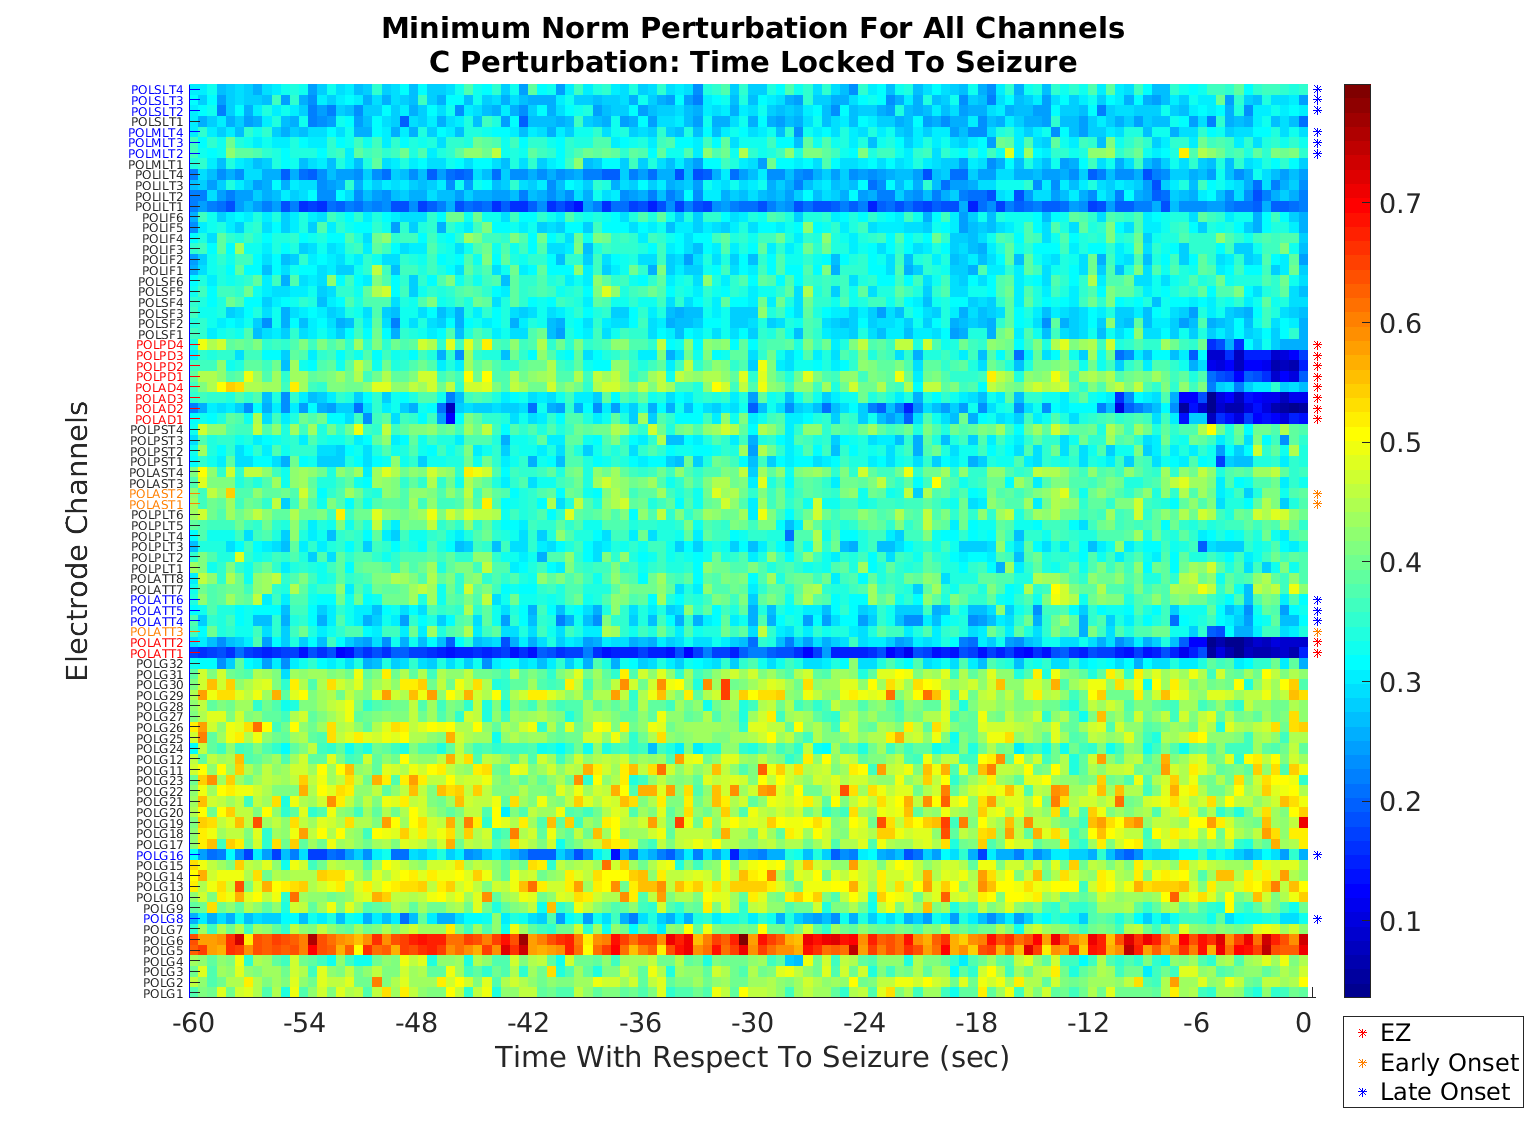 Minimum Norm Perturbation For All Channels
C Perturbation: Time Locked To Seizure
Electrode Channels
POLSLT4
POLSLT3
POLSLT2
POLSLT1
POLMLT4
POLMLT3
POLMLT2
POLMLT1
POLILT4
POLILT3
POLILT2
POLILT1
POLIF6
POLIF5
POLIF4
POLIF3
POLIF2
POLIF1
POLSF6
POLSF5
POLSF4
POLSF3
POLSF2
POLSF1
POLPD4
POLPD3
POLPD2
POLPD1
POLAD4
POLAD3
POLAD2
POLAD1
POLPST4
POLPST3
POLPST2
POLPST1
POLAST4
POLAST3
POLAST2
POLAST1
POLPLT6
POLPLT5
POLPLT4
POLPLT3
POLPLT2
POLPLT1
POLATT8
POLATT7
POLATT6
POLATT5
POLATT4
POLATT3
POLATT2
POLATT1
POLG32
POLG31
POLG30
POLG29
POLG28
POLG27
POLG26
POLG25
POLG24
POLG12
POLG11
POLG23
POLG22
POLG21
POLG20
POLG19
POLG18
POLG17
POLG16
POLG15
POLG14
POLG13
POLG10
POLG9
POLG8
POLG7
POLG6
POLG5
POLG4
POLG3
POLG2
POLG1
-60 -54 -48 -42 -36 -30 -24 -18 -12 -6 0
Time With Respect To Seizure (sec)
0.7
0.6
0.5
0.4
0.3
0.2
0.1
EZ
Early Onset
Late Onset